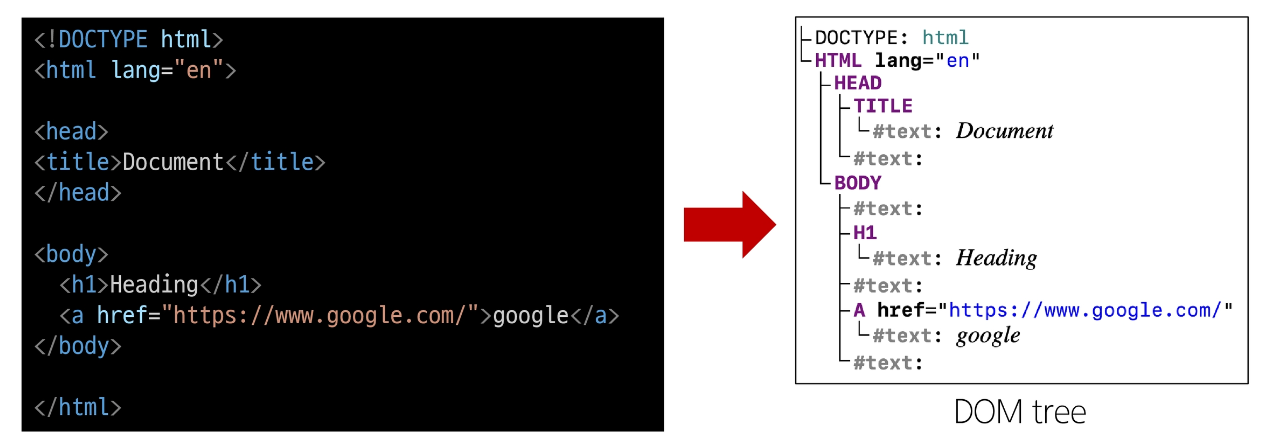 <!DOCTYPE html>
<html lang="en">
<head>
<title>Document</title>
</head>
<body>
<h1>Heading</h1>
<a href="https://www.google.com/">google</a>
</body>
</html>
DOCTYPE: html
HTML lang="en"
HEAD
TITLE
#text: Document
#text:
BODY
#text:
H1
#text: Heading
#text:
A href="https://www.google.com/"
#text: google
#text:
DOM tree